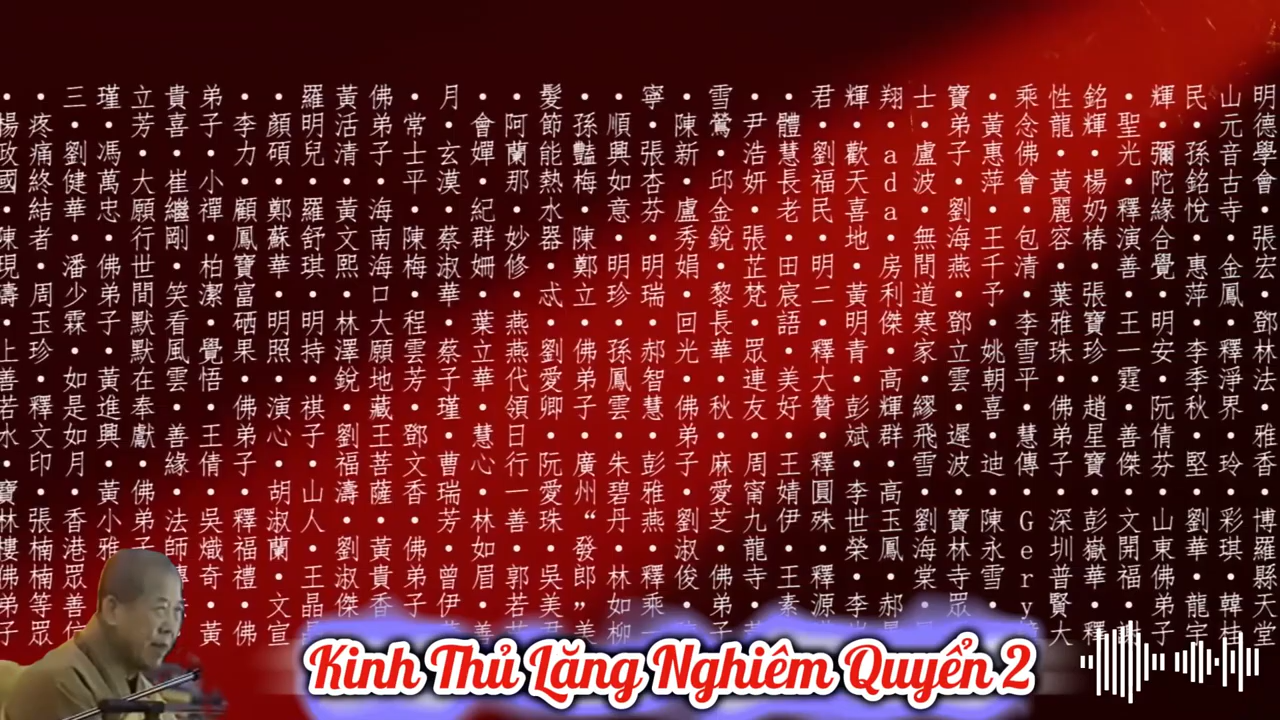 明德學會•張宏•鄧林法•雅香•博羅縣天堂
山元音古寺•金鳳•釋淨界•玲•彩琪•韓
民•孫銘悅•惠萍•李季秋•堅•劉華•龍宇
輝•彌陀緣合覺•明安•阮倩芬•山東佛弟子
•聖光•釋演善•王一霆•善傑•文開福•
銘輝•楊奶椿•張寶珍•趙星寶•彭嶽華•釋
性龍•黃麗容•葉雅珠•佛弟子•深圳普賢大
乘念佛會•包清•李雪平•慧傳•Gerry
•黃惠萍•王千予•姚朝喜•迪•陳永雪•
寶弟子•劉海燕•鄧立雲•遲波•寶林寺眾
士•盧波•無間道寒家•繆飛雪•劉海棠•
翔•ada•房利傑•高輝群•高玉鳳•郝
輝•歡天喜地•黃明青•彭斌•李世榮•李
君•劉福民•明二•釋大贊•釋圓殊•釋源
體慧長老•田宸語•美好•王婧伊•王素
•尹浩妍•張芷梵•眾連友•周甯九龍寺•
雪鶯•邱金銳•黎長華•秋•麻愛芝•佛弟子
•陳新•盧秀娟•回光•佛弟子•劉淑俊•
寧•張杏芬•明瑞•郝智慧•彭雅燕•釋乘一
順興如意•明珍•孫鳳雲•朱碧丹•林如柳
•孫豔梅•陳鄭立•佛弟子•廣州“發郎”美
髮節能熱水器•忒•劉愛卿•阮愛珠•吳美君
•阿蘭那•妙修•燕燕代領日行一善•郭若
•會嬋•紀群姍•葉立華•慧心•林如眉•善
月•玄漠•蔡淑華•蔡子瑾•曹瑞芳•曾伊
•常士平•陳梅•程雲芳•鄧文香•佛弟子
佛弟子•海南海口大願地藏王菩薩•黃貴香
黃活清•黃文熙•林澤銳•劉福濤•劉淑傑
羅明兒•羅舒琪•明持•祺子•山人•王晶
•顏碩•鄭蘇華•明照•演心•胡淑蘭•文宣
•李力•顧鳳寶富•硒果•佛弟子•釋福禮•佛
弟子•小禪•柏潔•覺悟•王倩•吳熾奇•黃
貴喜•崔繼剛•笑看風雲•善緣•法師
立芳•大願行世間默默在奉獻•佛弟子
瑾•馮萬忠•佛弟子•黃進興•黃小雅
三•劉健華•潘少霖•如是如月•香港眾善信
•疼痛終結者•周玉珍•釋文印•張楠楠等眾
•楊政國•陳現濤•上善若水•寶林樓佛弟子
Kinh Thủ Lăng Nghiêm Quyển 2